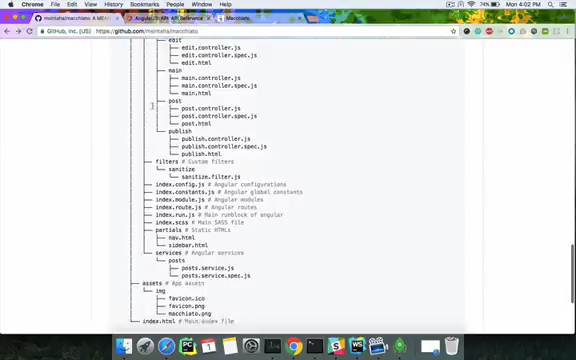 Chrome File Edit View History Bookmarks People Window Help 74% Mon 4:02 PM
msintaha/macchiato: A MEA AngularJS: API: API Reference Macchiato
GitHub, Inc. [US] https://github.com/msintaha/macchiato
edit
edit.controller.js
edit.controller.spec.js
edit.html
main
main.controller.js
main.controller.spec.js
main.html
post
post.controller.js
post.controller.spec.js
post.html
publish
publish.controller.js
publish.controller.spec.js
publish.html
filters # Custom filters
sanitize
sanitize.filter.js
index.config.js # Angular configurations
index.constants.js # Angular global constants
index.module.js # Angular modules
index.route.js # Angular routes
index.run.js # Main runblock of angular
index.scss # Main SASS file
partials # Static HTMLs
nav.html
sidebar.html
services # Angular services
posts
posts.service.js
posts.service.spec.js
assets # App assets
img
favicon.ico
favicon.png
macchiato.png
index.html # Main index file